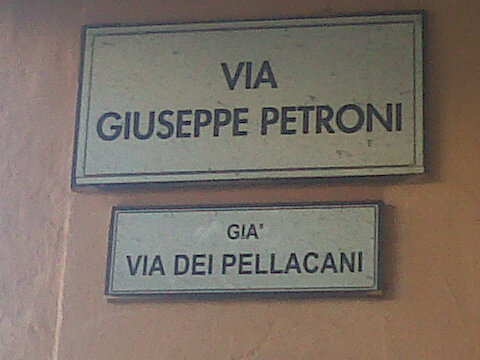 VIA
GIUSEPPE PETRONI
GIA'
VIA DEI PELLACANI